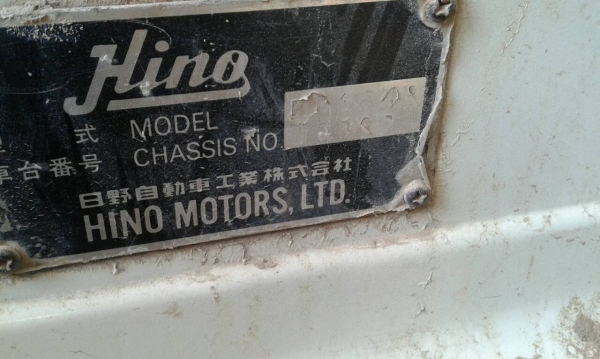 Hino
式 MODEL
車台番号 CHASSIS NO.
日野自動車工業株式会社
HINO MOTORS, LTD.